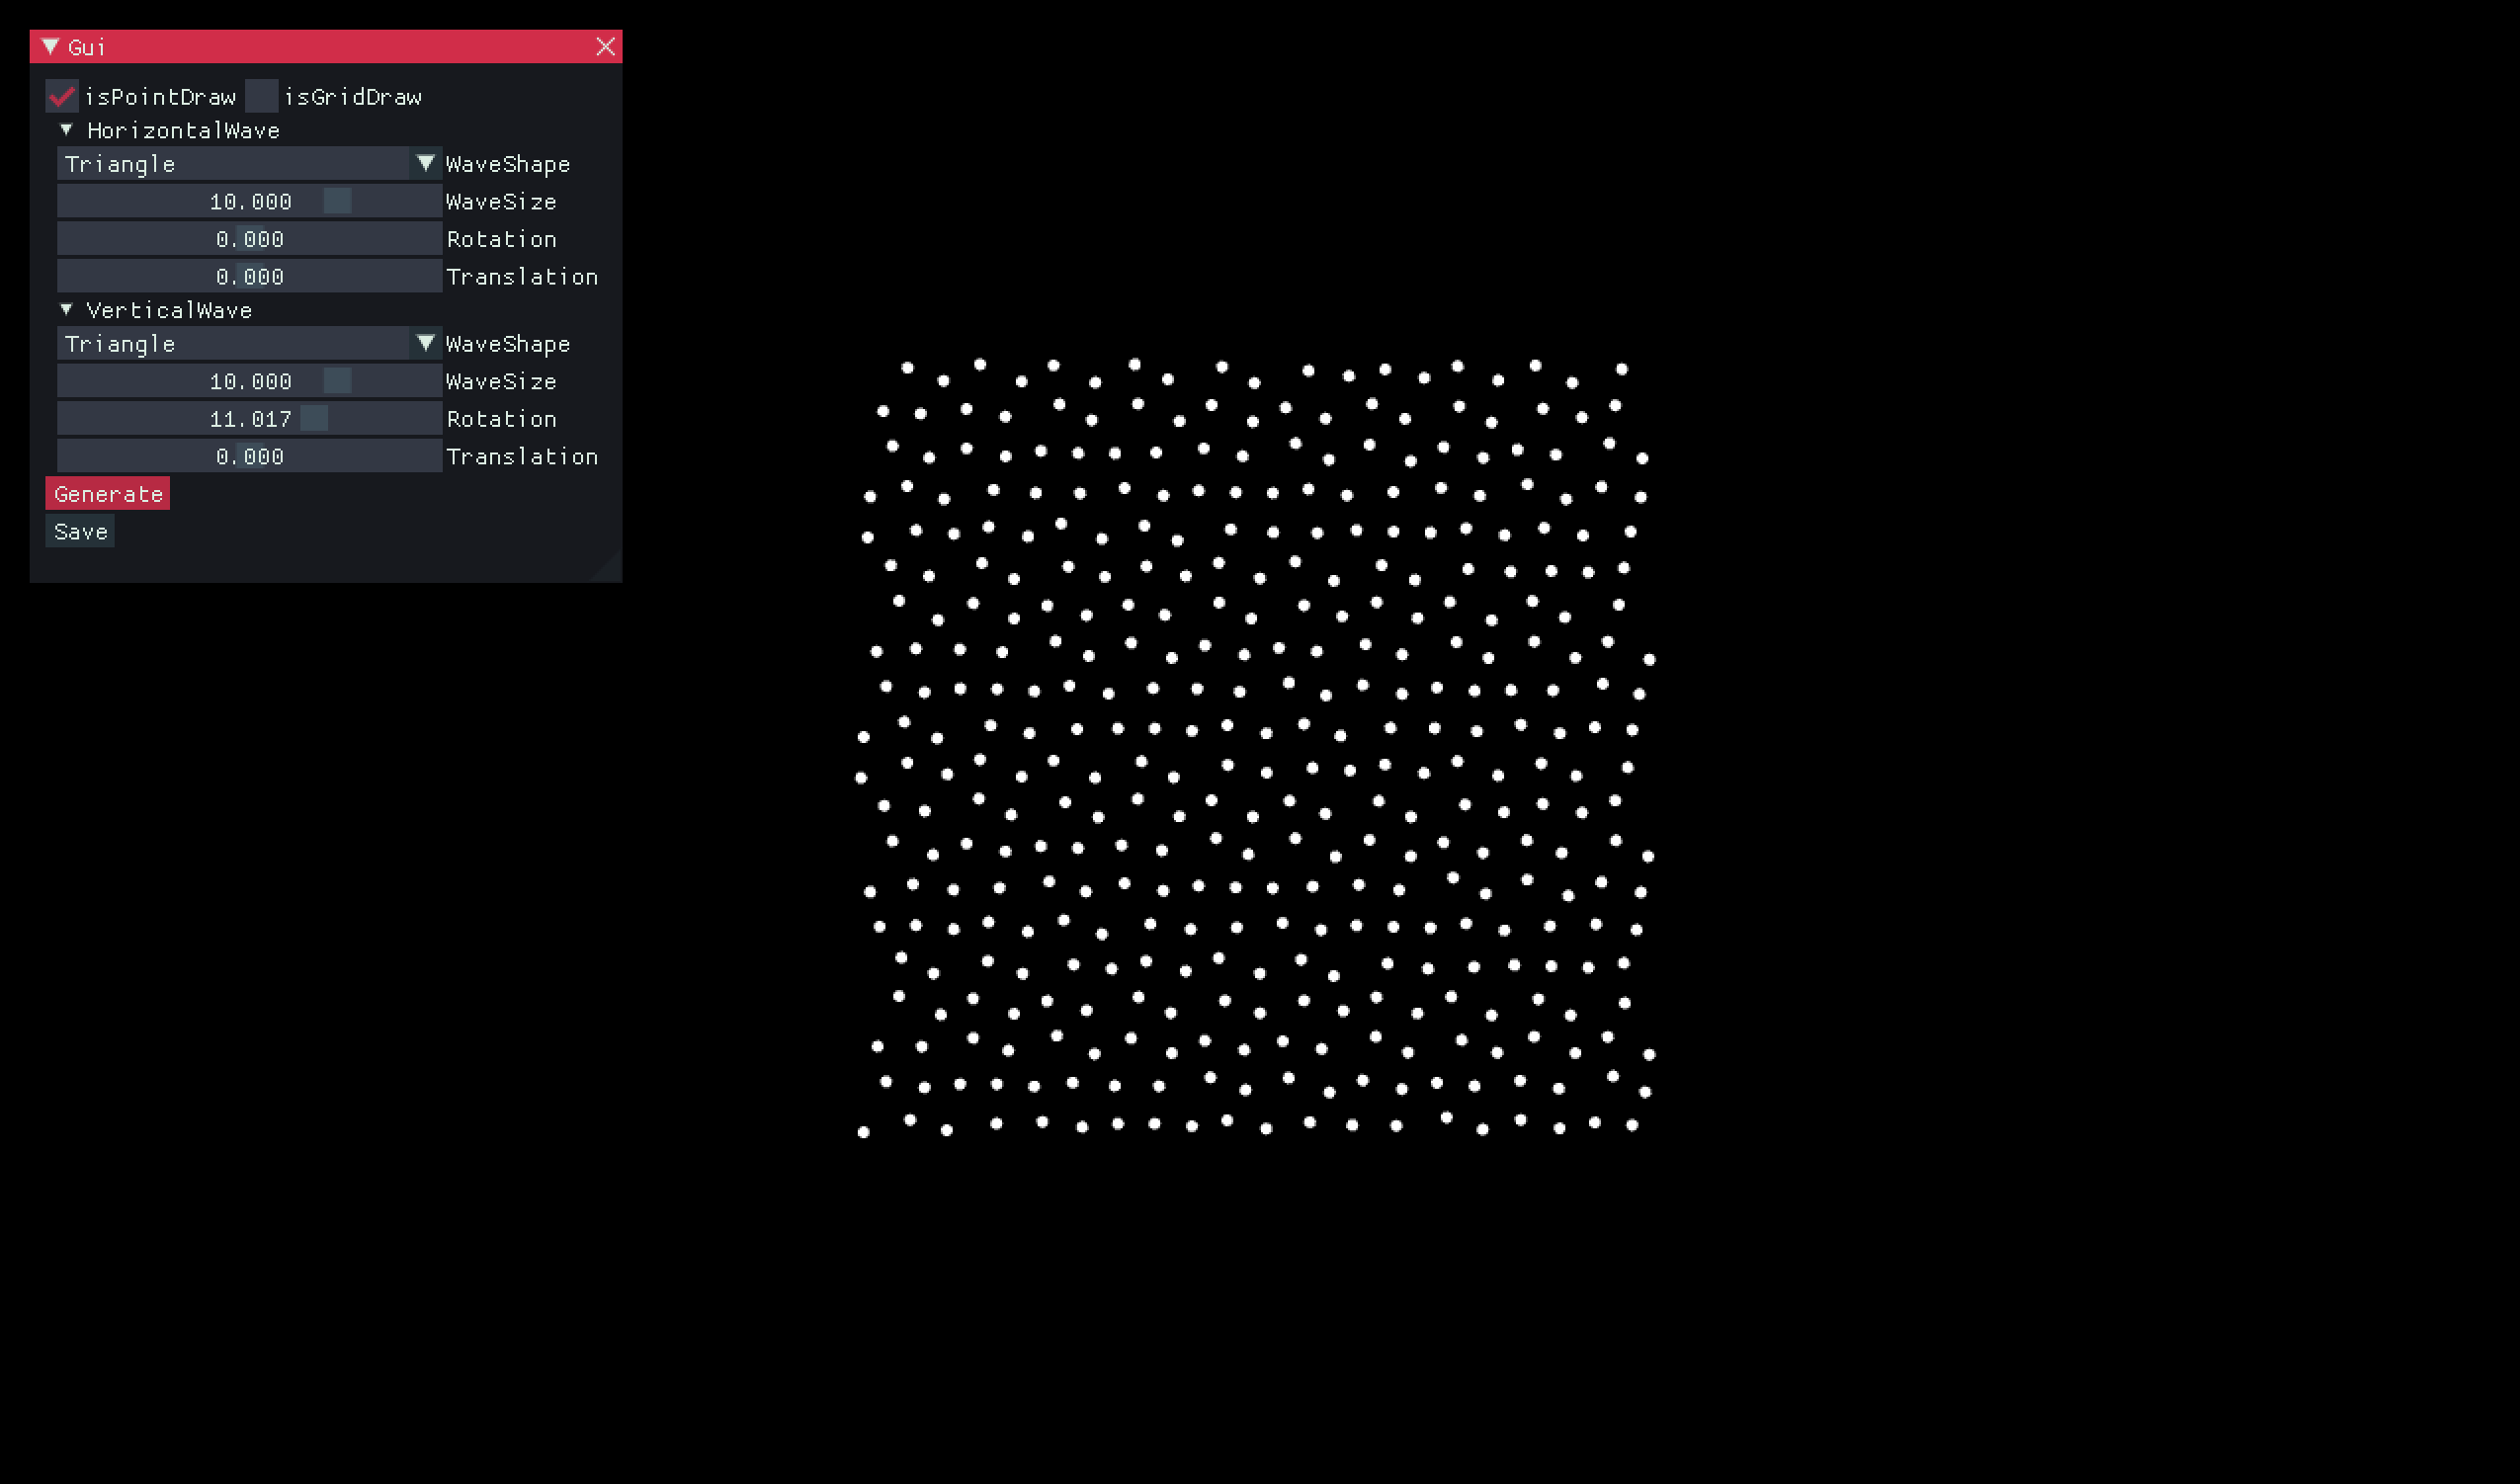 Gui
isPointDraw isGridDraw
HorizontalWave
Triangle WaveShape
10.000 WaveSize
0.000 Rotation
0.000 Translation
VerticalWave
Triangle WaveShape
10.000 WaveSize
11.017 Rotation
0.000 Translation
Generate
Save